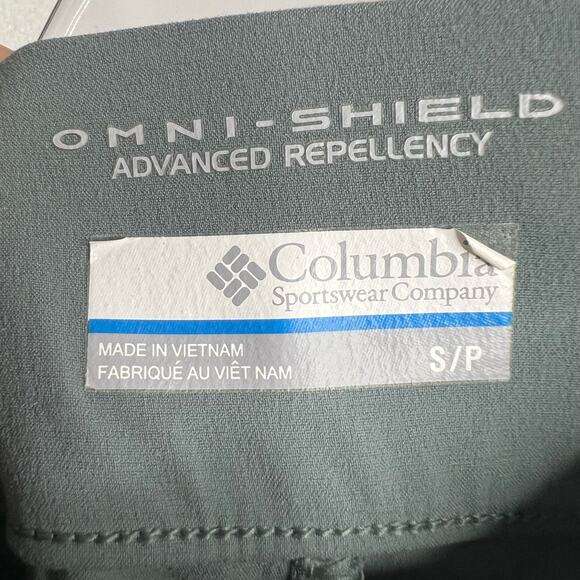 OMNI-SHIELD
ADVANCED REPELLENCY
Columbia
Sportswear Company
MADE IN VIETNAM
FABRIQUÉ AU VIÊT NAM
S/P